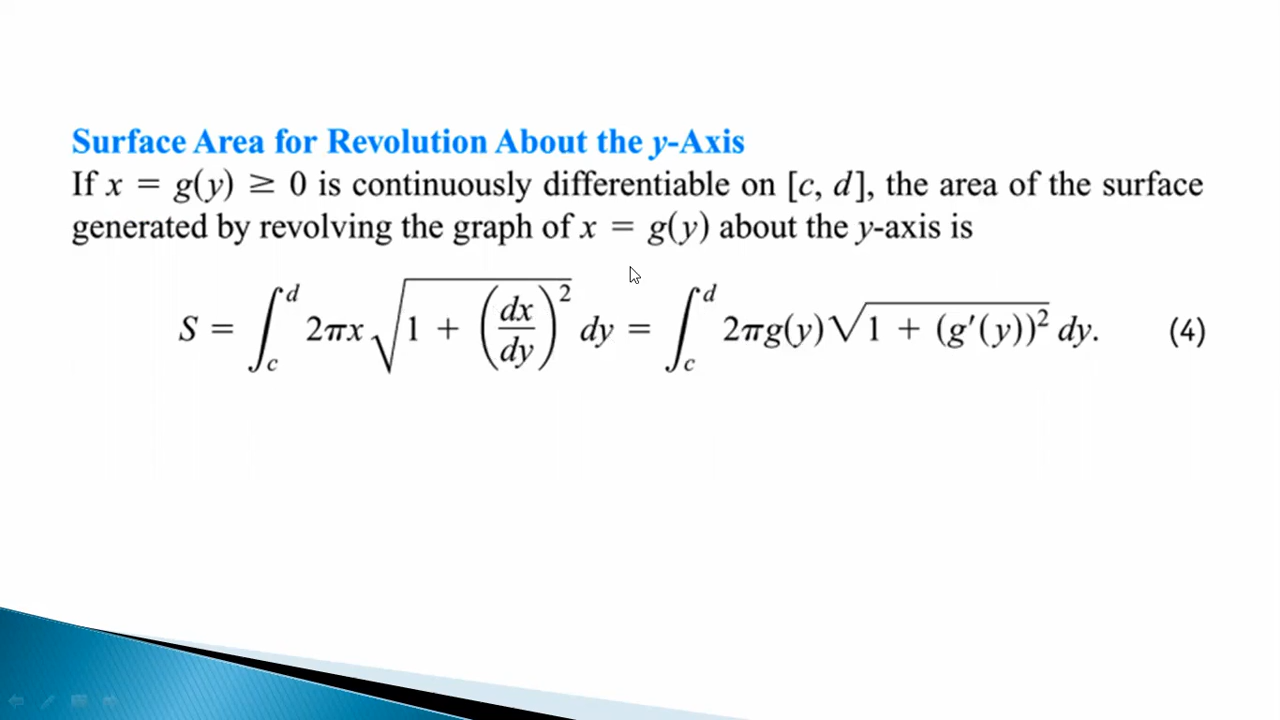 Surface Area for Revolution About the y-Axis
If x = g(y) ≥ 0 is continuously differentiable on [c, d], the area of the surface
generated by revolving the graph of x = g(y) about the y-axis is
S = ∫_c^d 2πx √(1 + (dx/dy)²) dy = ∫_c^d 2πg(y)√(1 + (g′(y))²) dy. (4)